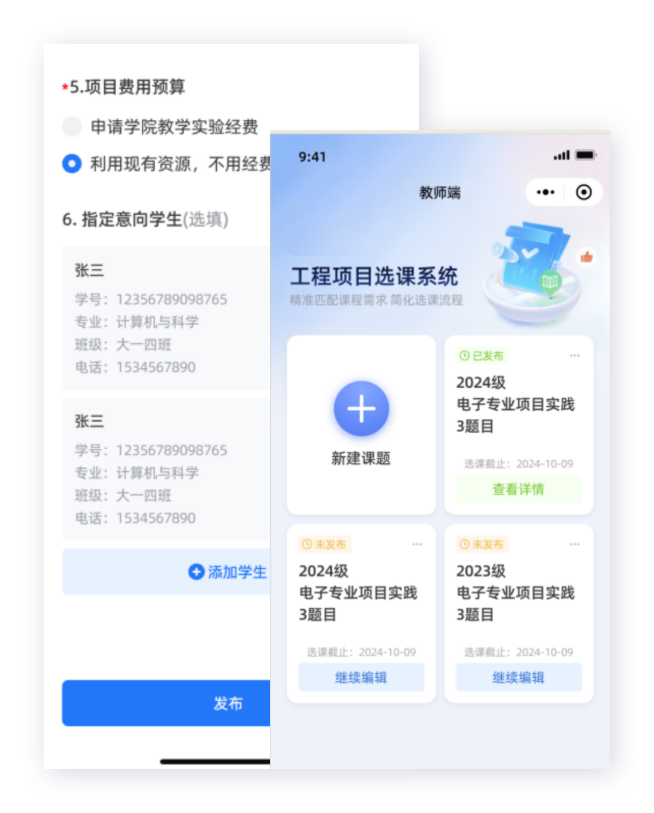 *5.项目费用预算
申请学院教学实验经费
利用现有资源，不用经费
6. 指定意向学生(选填)
张三
学号：12356789098765
专业：计算机与科学
班级：大一四班
电话：1534567890
张三
学号：12356789098765
专业：计算机与科学
班级：大一四班
电话：1534567890
添加学生
发布
9:41
教师端
工程项目选课系统
精准匹配课程需求 简化选课流程
新建课题
已发布
2024级
电子专业项目实践
3题目
选课截止：2024-10-09
查看详情
未发布
2024级
电子专业项目实践
3题目
选课截止：2024-10-09
继续编辑
未发布
2023级
电子专业项目实践
3题目
选课截止：2024-10-09
继续编辑